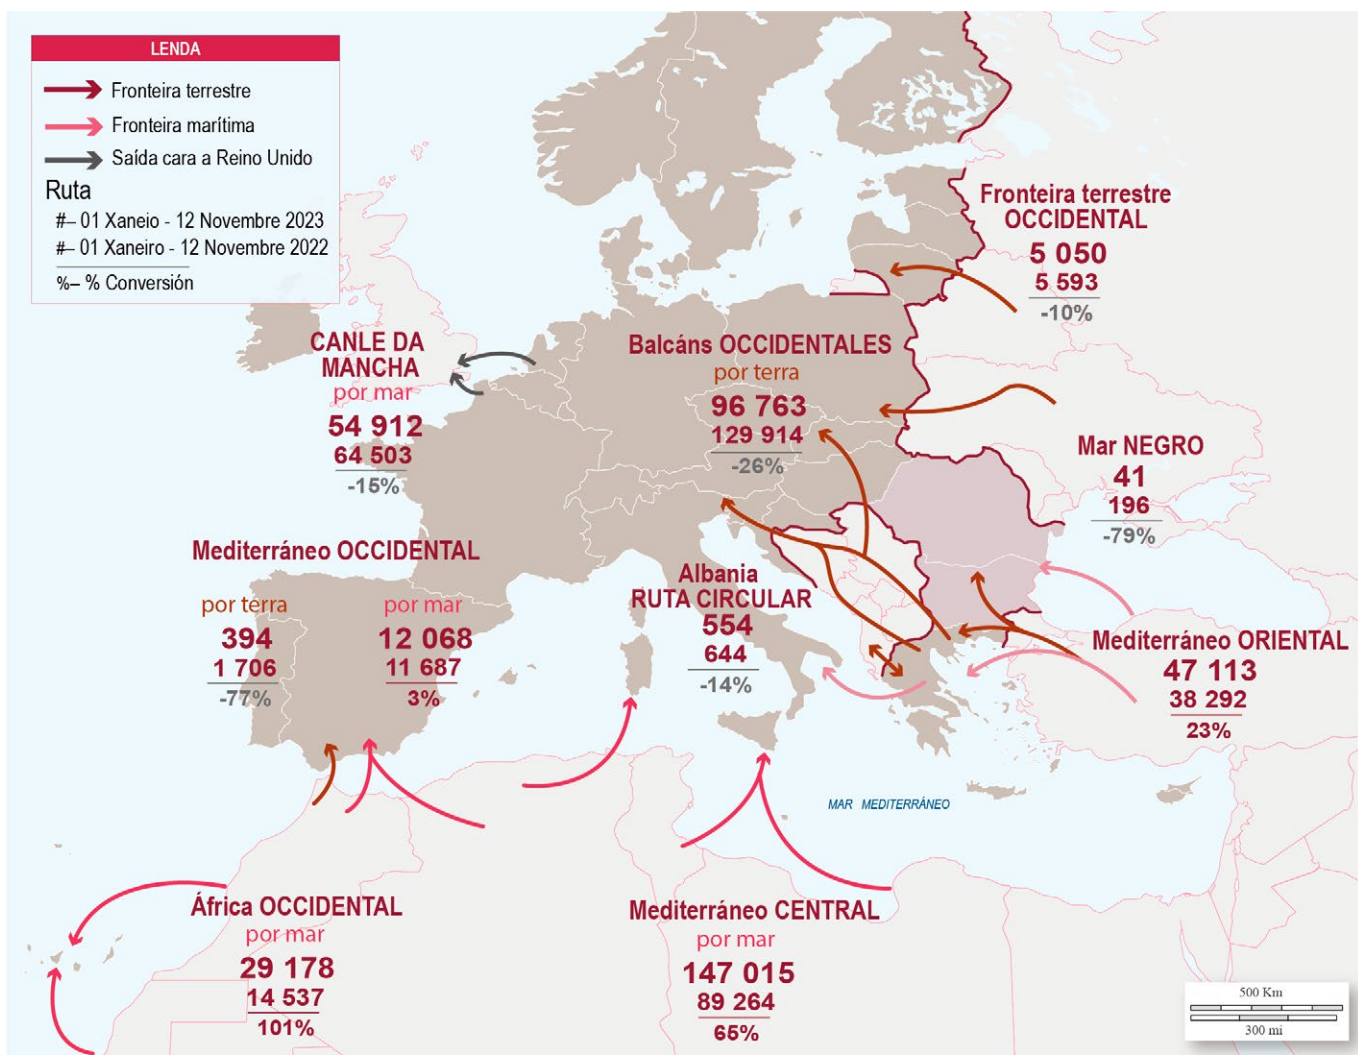 LENDA
Fronteira terrestre
Fronteira marítima
Saída cara a Reino Unido
Ruta
#– 01 Xaneio - 12 Novembre 2023
#– 01 Xaneiro - 12 Novembre 2022
%– % Conversión
Fronteira terrestre
OCCIDENTAL
5 050
5 593
-10%
CANLE DA
MANCHA
por mar
54 912
64 503
-15%
Balcáns OCCIDENTALES
por terra
96 763
129 914
-26%
Mar NEGRO
41
196
-79%
Mediterráneo OCCIDENTAL
por terra
394
1 706
-77%
por mar
12 068
11 687
3%
Albania
RUTA CIRCULAR
554
644
-14%
Mediterráneo ORIENTAL
47 113
38 292
23%
MAR MEDITERRÁNEO
África OCCIDENTAL
por mar
29 178
14 537
101%
Mediterráneo CENTRAL
por mar
147 015
89 264
65%
500 Km
300 mi